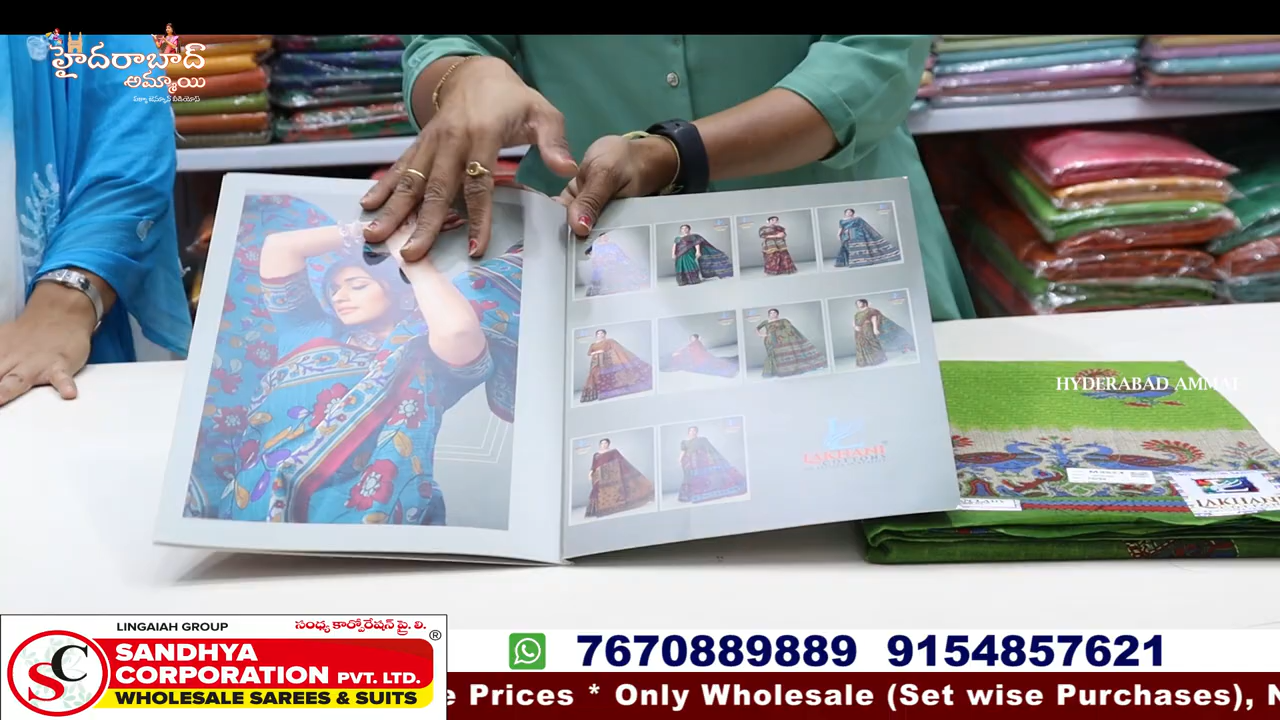 హైదరాబాద్
అమ్మాయి
HYDERABAD AMMAI
LAKHANI
LAKHANI
LINGAIAH GROUP
సంధ్య కార్పోరేషన్ ప్రై. లి.
SC
SANDHYA
CORPORATION PVT. LTD.
®
WHOLESALE SAREES & SUITS
7670889889 9154857621
e Prices * Only Wholesale (Set wise Purchases), N